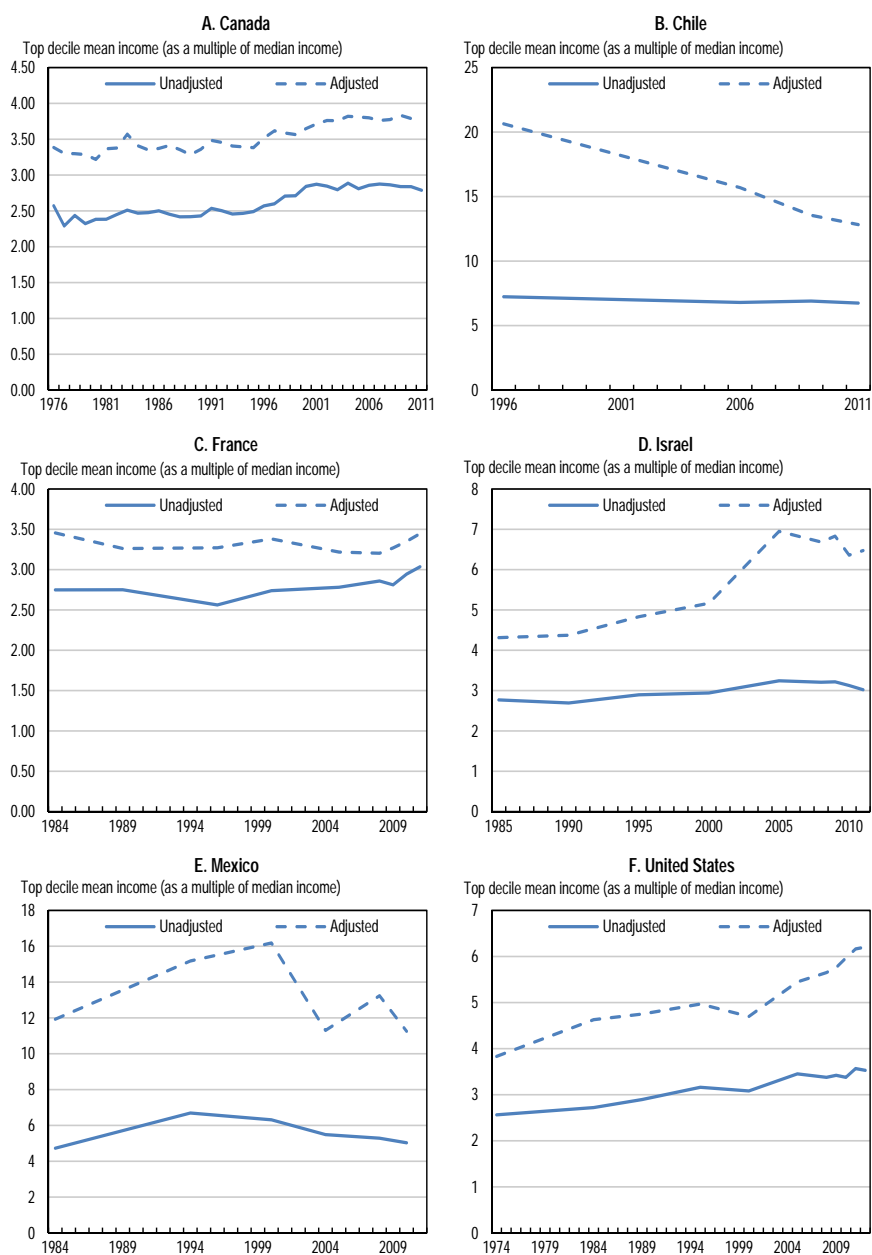 A. Canada
Top decile mean income (as a multiple of median income)
Unadjusted Adjusted
4.50
4.00
3.50
3.00
2.50
2.00
1.50
1.00
0.50
0.00
1976 1981 1986 1991 1996 2001 2006 2011
B. Chile
Top decile mean income (as a multiple of median income)
Unadjusted Adjusted
25
20
15
10
5
0
1996 2001 2006 2011
C. France
Top decile mean income (as a multiple of median income)
Unadjusted Adjusted
4.00
3.50
3.00
2.50
2.00
1.50
1.00
0.50
0.00
1984 1989 1994 1999 2004 2009
D. Israel
Top decile mean income (as a multiple of median income)
Unadjusted Adjusted
8
7
6
5
4
3
2
1
0
1985 1990 1995 2000 2005 2010
E. Mexico
Top decile mean income (as a multiple of median income)
Unadjusted Adjusted
18
16
14
12
10
8
6
4
2
0
1984 1989 1994 1999 2004 2009
F. United States
Top decile mean income (as a multiple of median income)
Unadjusted Adjusted
7
6
5
4
3
2
1
0
1974 1979 1984 1989 1994 1999 2004 2009